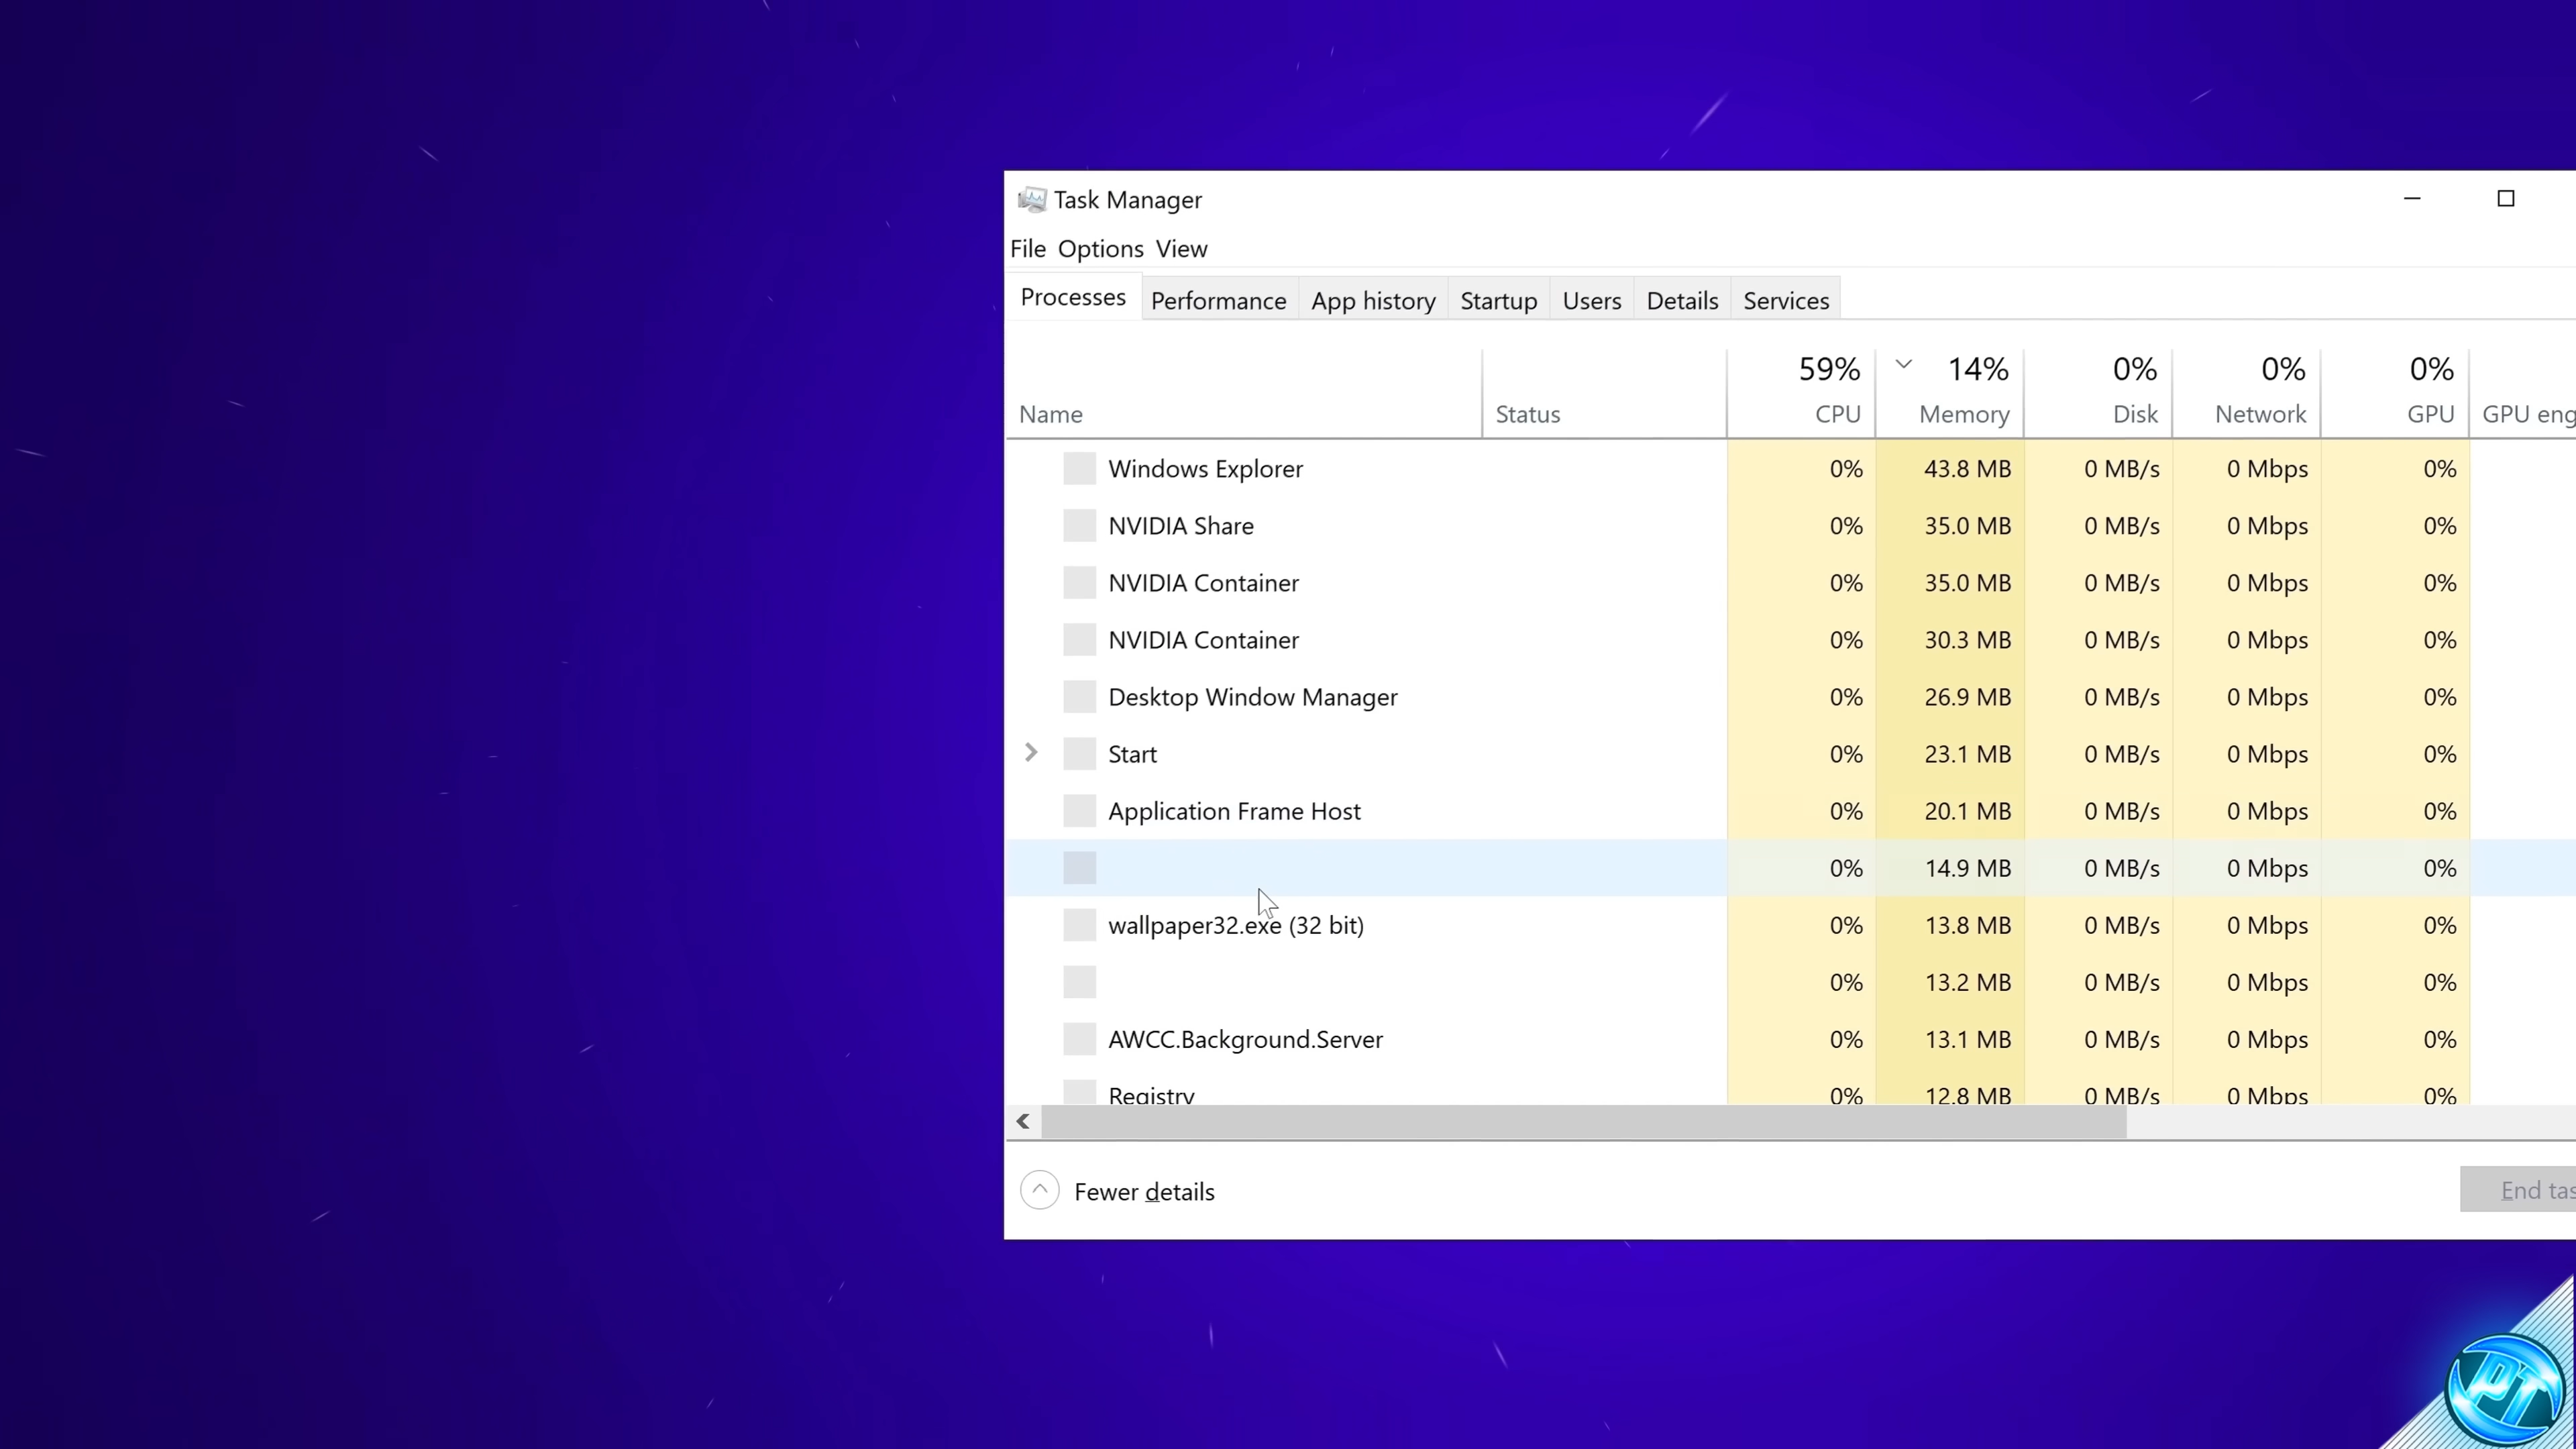 Task Manager
File Options View
Processes Performance App history Startup Users Details Services
59% 14% 0% 0% 0%
Name Status CPU Memory Disk Network GPU GPU eng
Windows Explorer 0% 43.8 MB 0 MB/s 0 Mbps 0%
NVIDIA Share 0% 35.0 MB 0 MB/s 0 Mbps 0%
NVIDIA Container 0% 35.0 MB 0 MB/s 0 Mbps 0%
NVIDIA Container 0% 30.3 MB 0 MB/s 0 Mbps 0%
Desktop Window Manager 0% 26.9 MB 0 MB/s 0 Mbps 0%
Start 0% 23.1 MB 0 MB/s 0 Mbps 0%
Application Frame Host 0% 20.1 MB 0 MB/s 0 Mbps 0%
0% 14.9 MB 0 MB/s 0 Mbps 0%
wallpaper32.exe (32 bit) 0% 13.8 MB 0 MB/s 0 Mbps 0%
0% 13.2 MB 0 MB/s 0 Mbps 0%
AWCC.Background.Server 0% 13.1 MB 0 MB/s 0 Mbps 0%
Registry 0% 12.8 MB 0 MB/s 0 Mbps 0%
Fewer details
End tas
PT